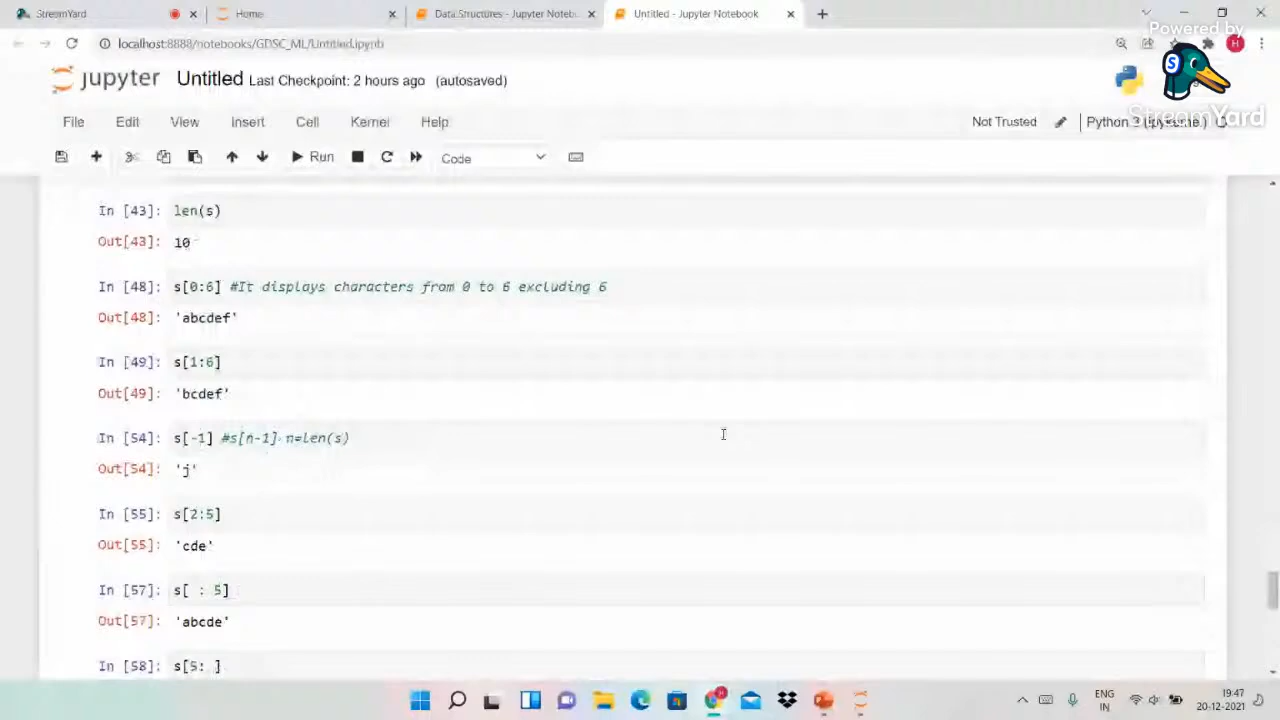 StreamYard
Home
Data Structures - Jupyter Noteb
Untitled - Jupyter Notebook
Powered by
localhost:8888/notebooks/GDSC_ML/Untitled.ipynb
jupyter Untitled Last Checkpoint: 2 hours ago (autosaved)
StreamYard
File Edit View Insert Cell Kernel Help
Not Trusted
Python 3
Run
Code
In [43]: len(s)
Out[43]: 10
In [48]: s[0:6] #It displays characters from 0 to 6 excluding 6
Out[48]: 'abcdef'
In [49]: s[1:6]
Out[49]: 'bcdef'
In [54]: s[-1] #s[n-1] n=len(s)
Out[54]: 'j'
In [55]: s[2:5]
Out[55]: 'cde'
In [57]: s[ : 5]
Out[57]: 'abcde'
In [58]: s[5: ]
ENG
IN
19:47
20-12-2021